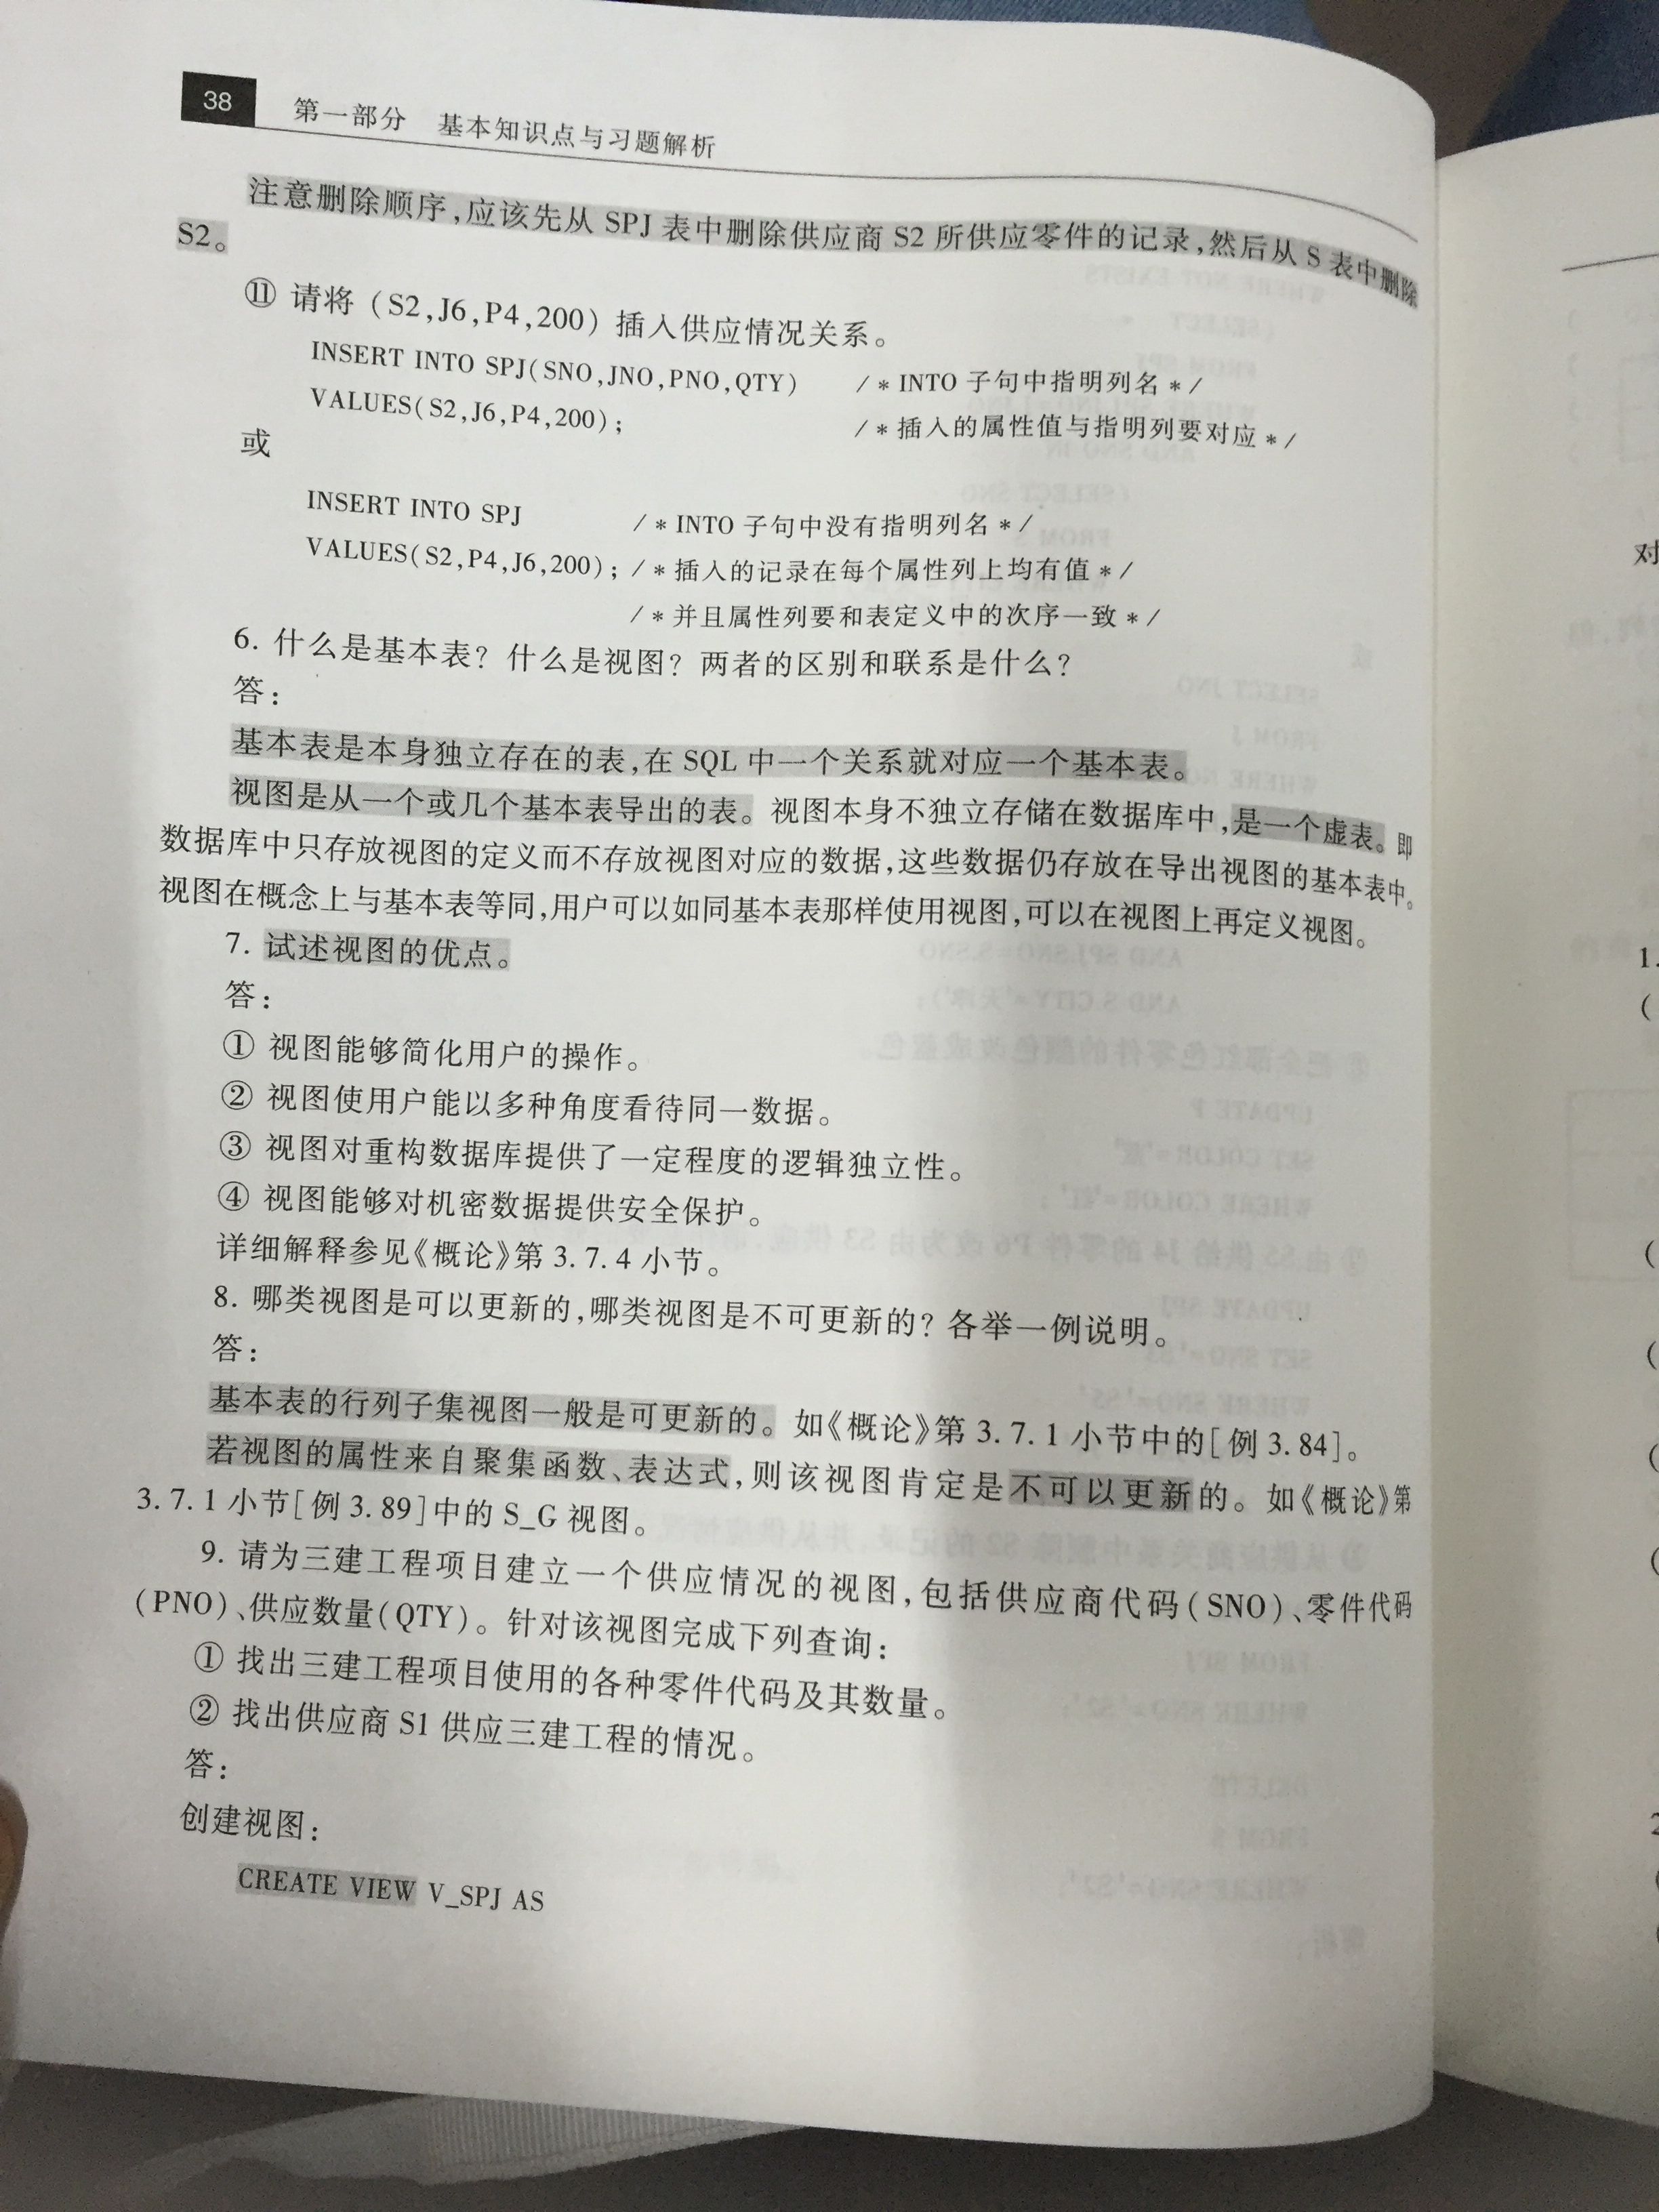 38
第一部分 基本知识点与习题解析
注意删除顺序,应该先从 SPJ 表中删除供应商 S2 所供应零件的记录,然后从 S 表中删除
S2。
⑪ 请将 (S2,J6,P4,200) 插入供应情况关系。
INSERT INTO SPJ(SNO,JNO,PNO,QTY) /*INTO 子句中指明列名*/
VALUES(S2,J6,P4,200); /*插入的属性值与指明列要对应*/
或
INSERT INTO SPJ /*INTO 子句中没有指明列名*/
VALUES(S2,P4,J6,200); /*插入的记录在每个属性列上均有值*/
/*并且属性列要和表定义中的次序一致*/
6. 什么是基本表? 什么是视图? 两者的区别和联系是什么?
答:
基本表是本身独立存在的表,在 SQL 中一个关系就对应一个基本表。
视图是从一个或几个基本表导出的表。视图本身不独立存储在数据库中,是一个虚表。即
数据库中只存放视图的定义而不存放视图对应的数据,这些数据仍存放在导出视图的基本表中。
视图在概念上与基本表等同,用户可以如同基本表那样使用视图,可以在视图上再定义视图。
7. 试述视图的优点。
答:
① 视图能够简化用户的操作。
② 视图使用户能以多种角度看待同一数据。
③ 视图对重构数据库提供了一定程度的逻辑独立性。
④ 视图能够对机密数据提供安全保护。
详细解释参见《概论》第 3.7.4 小节。
8. 哪类视图是可以更新的,哪类视图是不可更新的? 各举一例说明。
答:
基本表的行列子集视图一般是可更新的。如《概论》第 3.7.1 小节中的[例 3.84]。
若视图的属性来自聚集函数、表达式,则该视图肯定是不可以更新的。如《概论》第
3.7.1 小节[例 3.89]中的 S_G 视图。
9. 请为三建工程项目建立一个供应情况的视图,包括供应商代码(SNO)、零件代码
(PNO)、供应数量(QTY)。针对该视图完成下列查询:
① 找出三建工程项目使用的各种零件代码及其数量。
② 找出供应商 S1 供应三建工程的情况。
答:
创建视图:
CREATE VIEW V_SPJ AS
对
1.